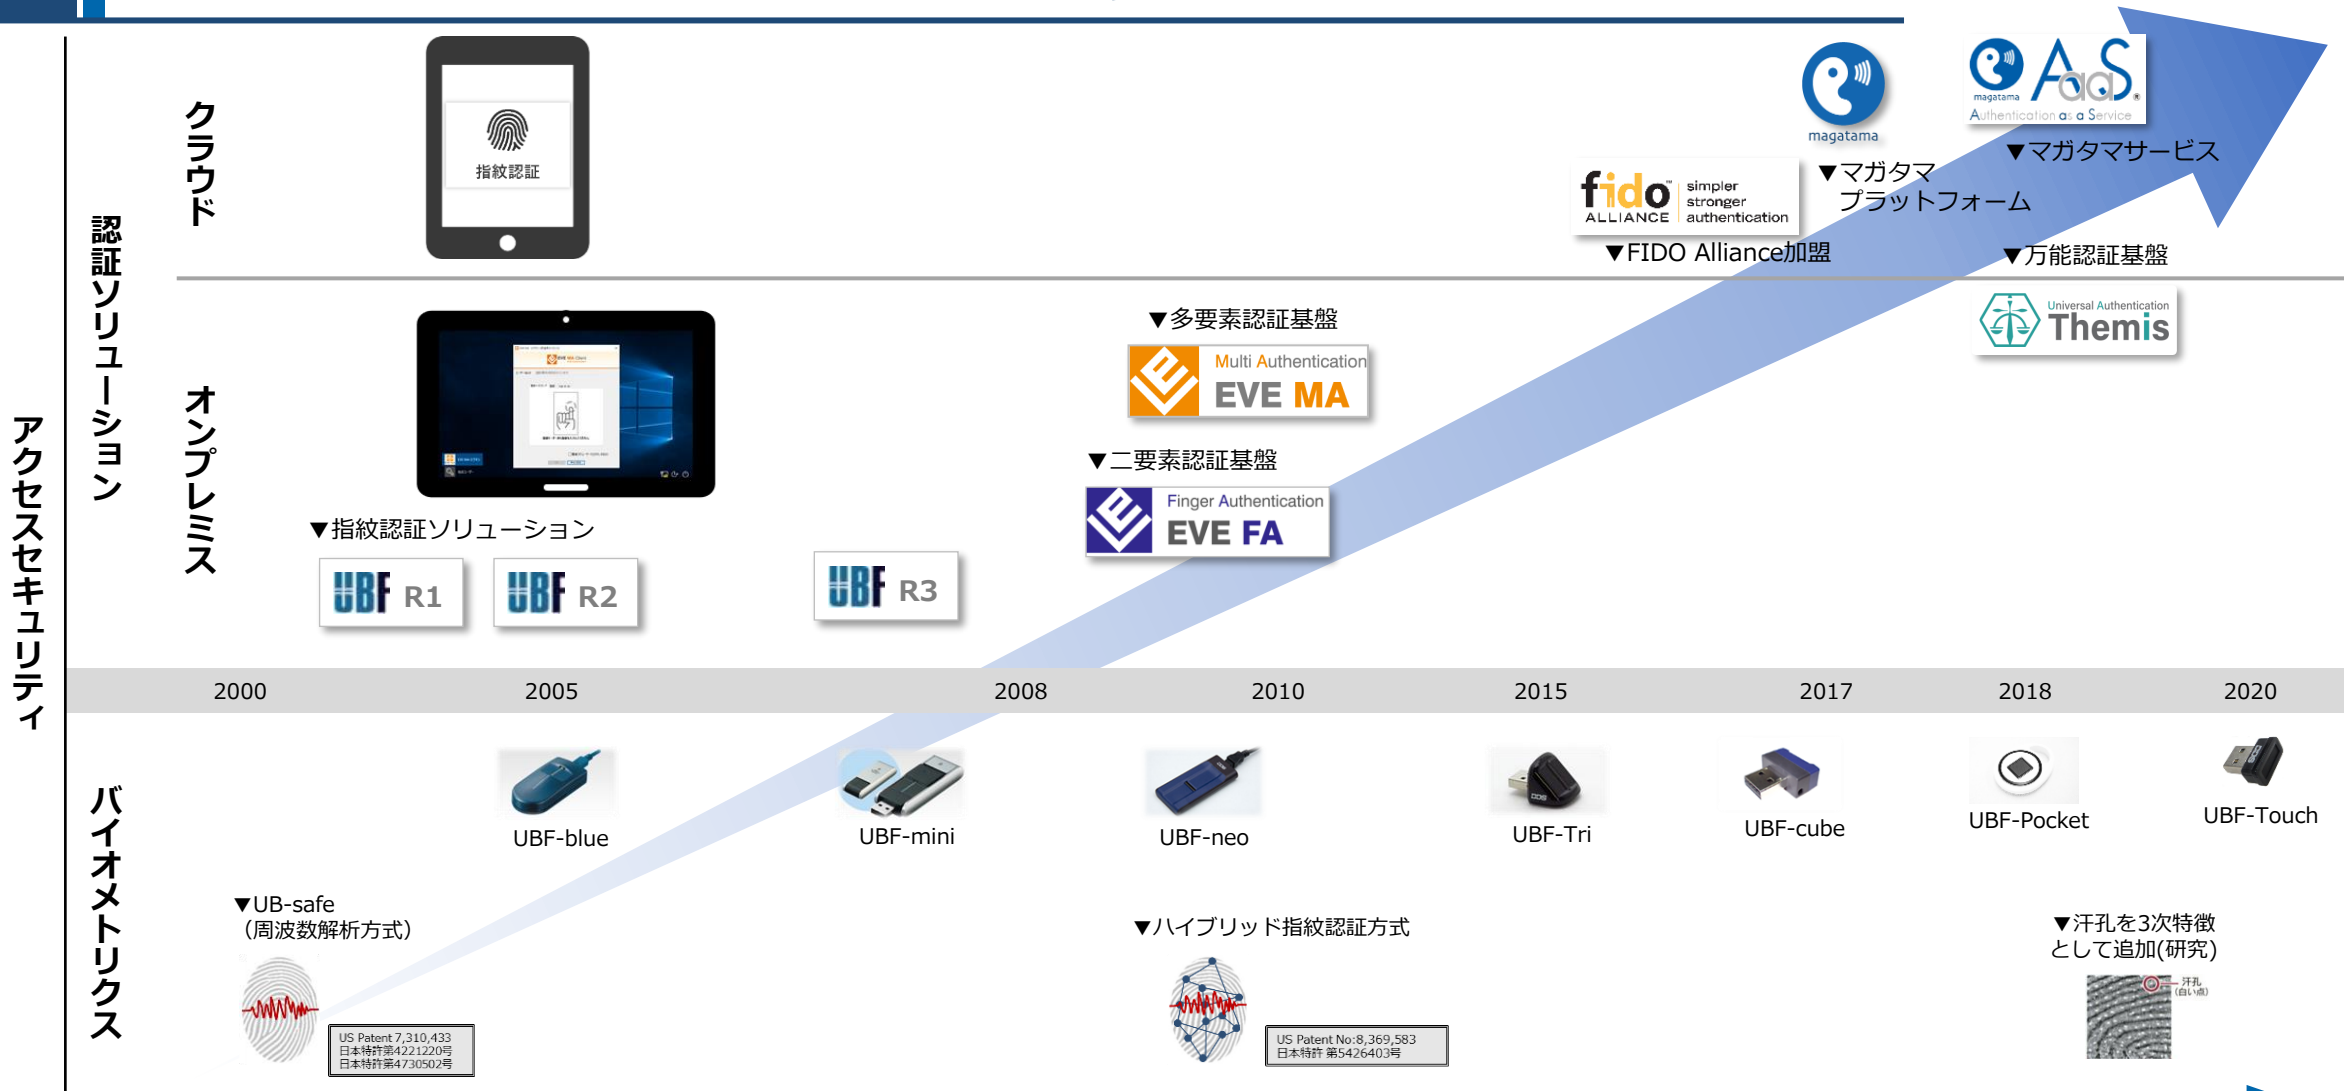 アクセスセキュリティ
認証ソリューション
クラウド
指紋認証
magatama
magatama
AaaS®
Authentication as a Service
▼マガタマサービス
▼マガタマ
プラットフォーム
fido™
ALLIANCE
simpler
stronger
authentication
▼FIDO Alliance加盟
▼万能認証基盤
Universal Authentication
Themis
オンプレミス
▼多要素認証基盤
Multi Authentication
EVE MA
▼二要素認証基盤
Finger Authentication
EVE FA
▼指紋認証ソリューション
UBF R1
UBF R2
UBF R3
2000
2005
2008
2010
2015
2017
2018
2020
バイオメトリクス
UBF-blue
UBF-mini
UBF-neo
DDS
UBF-Tri
UBF-cube
UBF-Pocket
DDS
UBF-Touch
▼UB-safe
（周波数解析方式）
US Patent 7,310,433
日本特許第4221220号
日本特許第4730502号
▼ハイブリッド指紋認証方式
US Patent No:8,369,583
日本特許 第5426403号
▼汗孔を3次特徴
として追加(研究)
汗孔
(白い点)